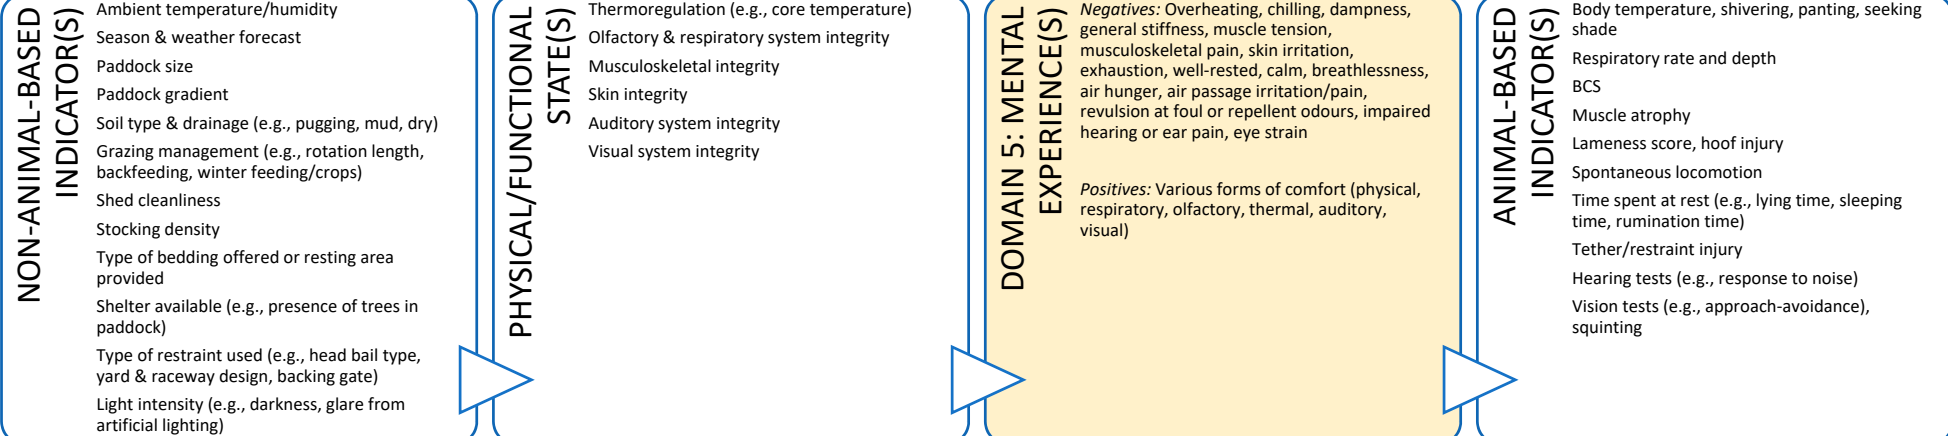 NON-ANIMAL-BASED
INDICATOR(S)
Ambient temperature/humidity
Season & weather forecast
Paddock size
Paddock gradient
Soil type & drainage (e.g., pugging, mud, dry)
Grazing management (e.g., rotation length,
backfeeding, winter feeding/crops)
Shed cleanliness
Stocking density
Type of bedding offered or resting area
provided
Shelter available (e.g., presence of trees in
paddock)
Type of restraint used (e.g., head bail type,
yard & raceway design, backing gate)
Light intensity (e.g., darkness, glare from
artificial lighting)
PHYSICAL/FUNCTIONAL
STATE(S)
Thermoregulation (e.g., core temperature)
Olfactory & respiratory system integrity
Musculoskeletal integrity
Skin integrity
Auditory system integrity
Visual system integrity
DOMAIN 5: MENTAL
EXPERIENCE(S)
Negatives: Overheating, chilling, dampness,
general stiffness, muscle tension,
musculoskeletal pain, skin irritation,
exhaustion, well-rested, calm, breathlessness,
air hunger, air passage irritation/pain,
revulsion at foul or repellent odours, impaired
hearing or ear pain, eye strain
Positives: Various forms of comfort (physical,
respiratory, olfactory, thermal, auditory,
visual)
ANIMAL-BASED
INDICATOR(S)
Body temperature, shivering, panting, seeking
shade
Respiratory rate and depth
BCS
Muscle atrophy
Lameness score, hoof injury
Spontaneous locomotion
Time spent at rest (e.g., lying time, sleeping
time, rumination time)
Tether/restraint injury
Hearing tests (e.g., response to noise)
Vision tests (e.g., approach-avoidance),
squinting